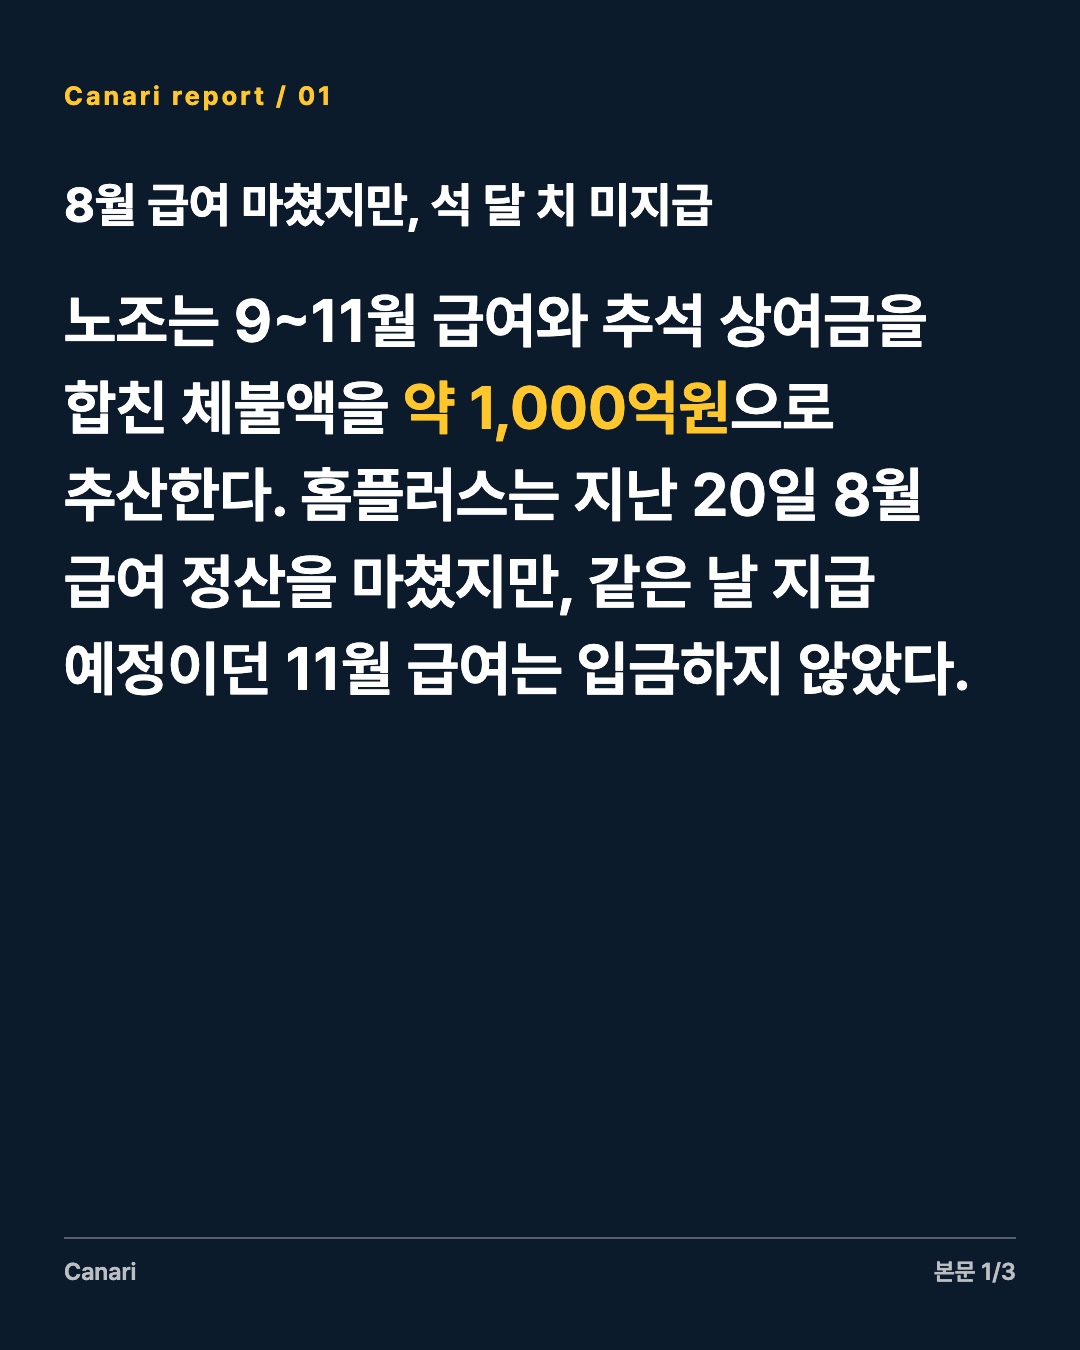 Canari report / 01
8월 급여 마쳤지만, 석 달 치 미지급
노조는 9~11월 급여와 추석 상여금을
합친 체불액을 약 1,000억원으로
추산한다. 홈플러스는 지난 20일 8월
급여 정산을 마쳤지만, 같은 날 지급
예정이던 11월 급여는 입금하지 않았다.
Canari
본문 1/3